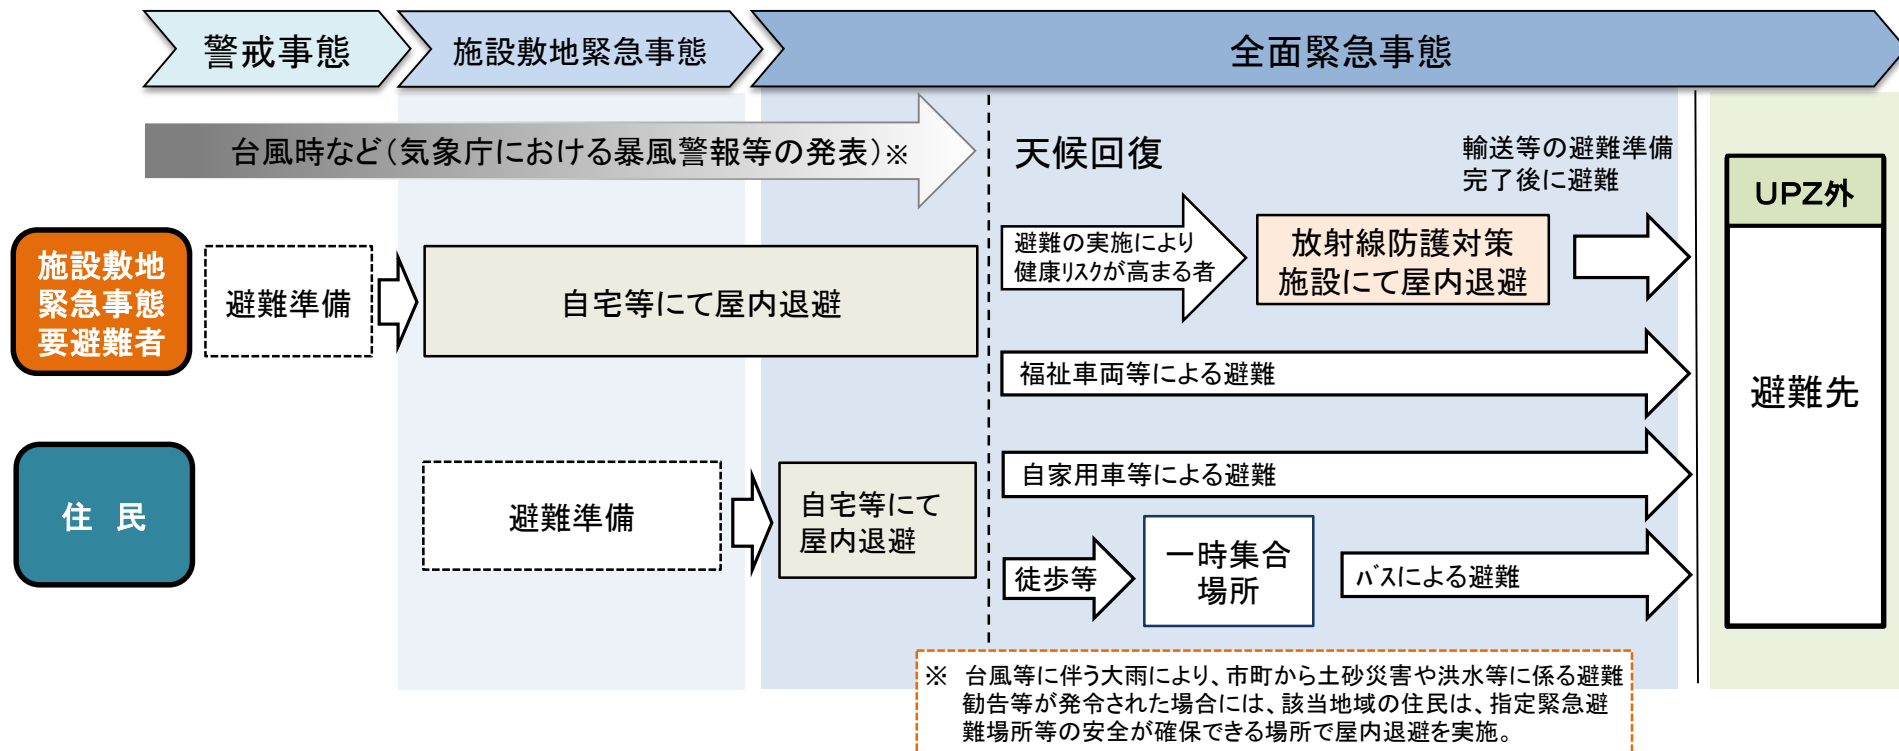 警戒事態
施設敷地緊急事態
全面緊急事態
台風時など（気象庁における暴風警報等の発表）※
天候回復
輸送等の避難準備
完了後に避難
UPZ外
避難先
施設敷地
緊急事態
要避難者
避難準備
自宅等にて屋内退避
避難の実施により
健康ﾘｽｸが高まる者
放射線防護対策
施設にて屋内退避
福祉車両等による避難
住　民
避難準備
自宅等にて
屋内退避
自家用車等による避難
徒歩等
一時集合
場所
ﾊﾞｽによる避難
※　台風等に伴う大雨により、市町から土砂災害や洪水等に係る避難
勧告等が発令された場合には、該当地域の住民は、指定緊急避
難場所等の安全が確保できる場所で屋内退避を実施。